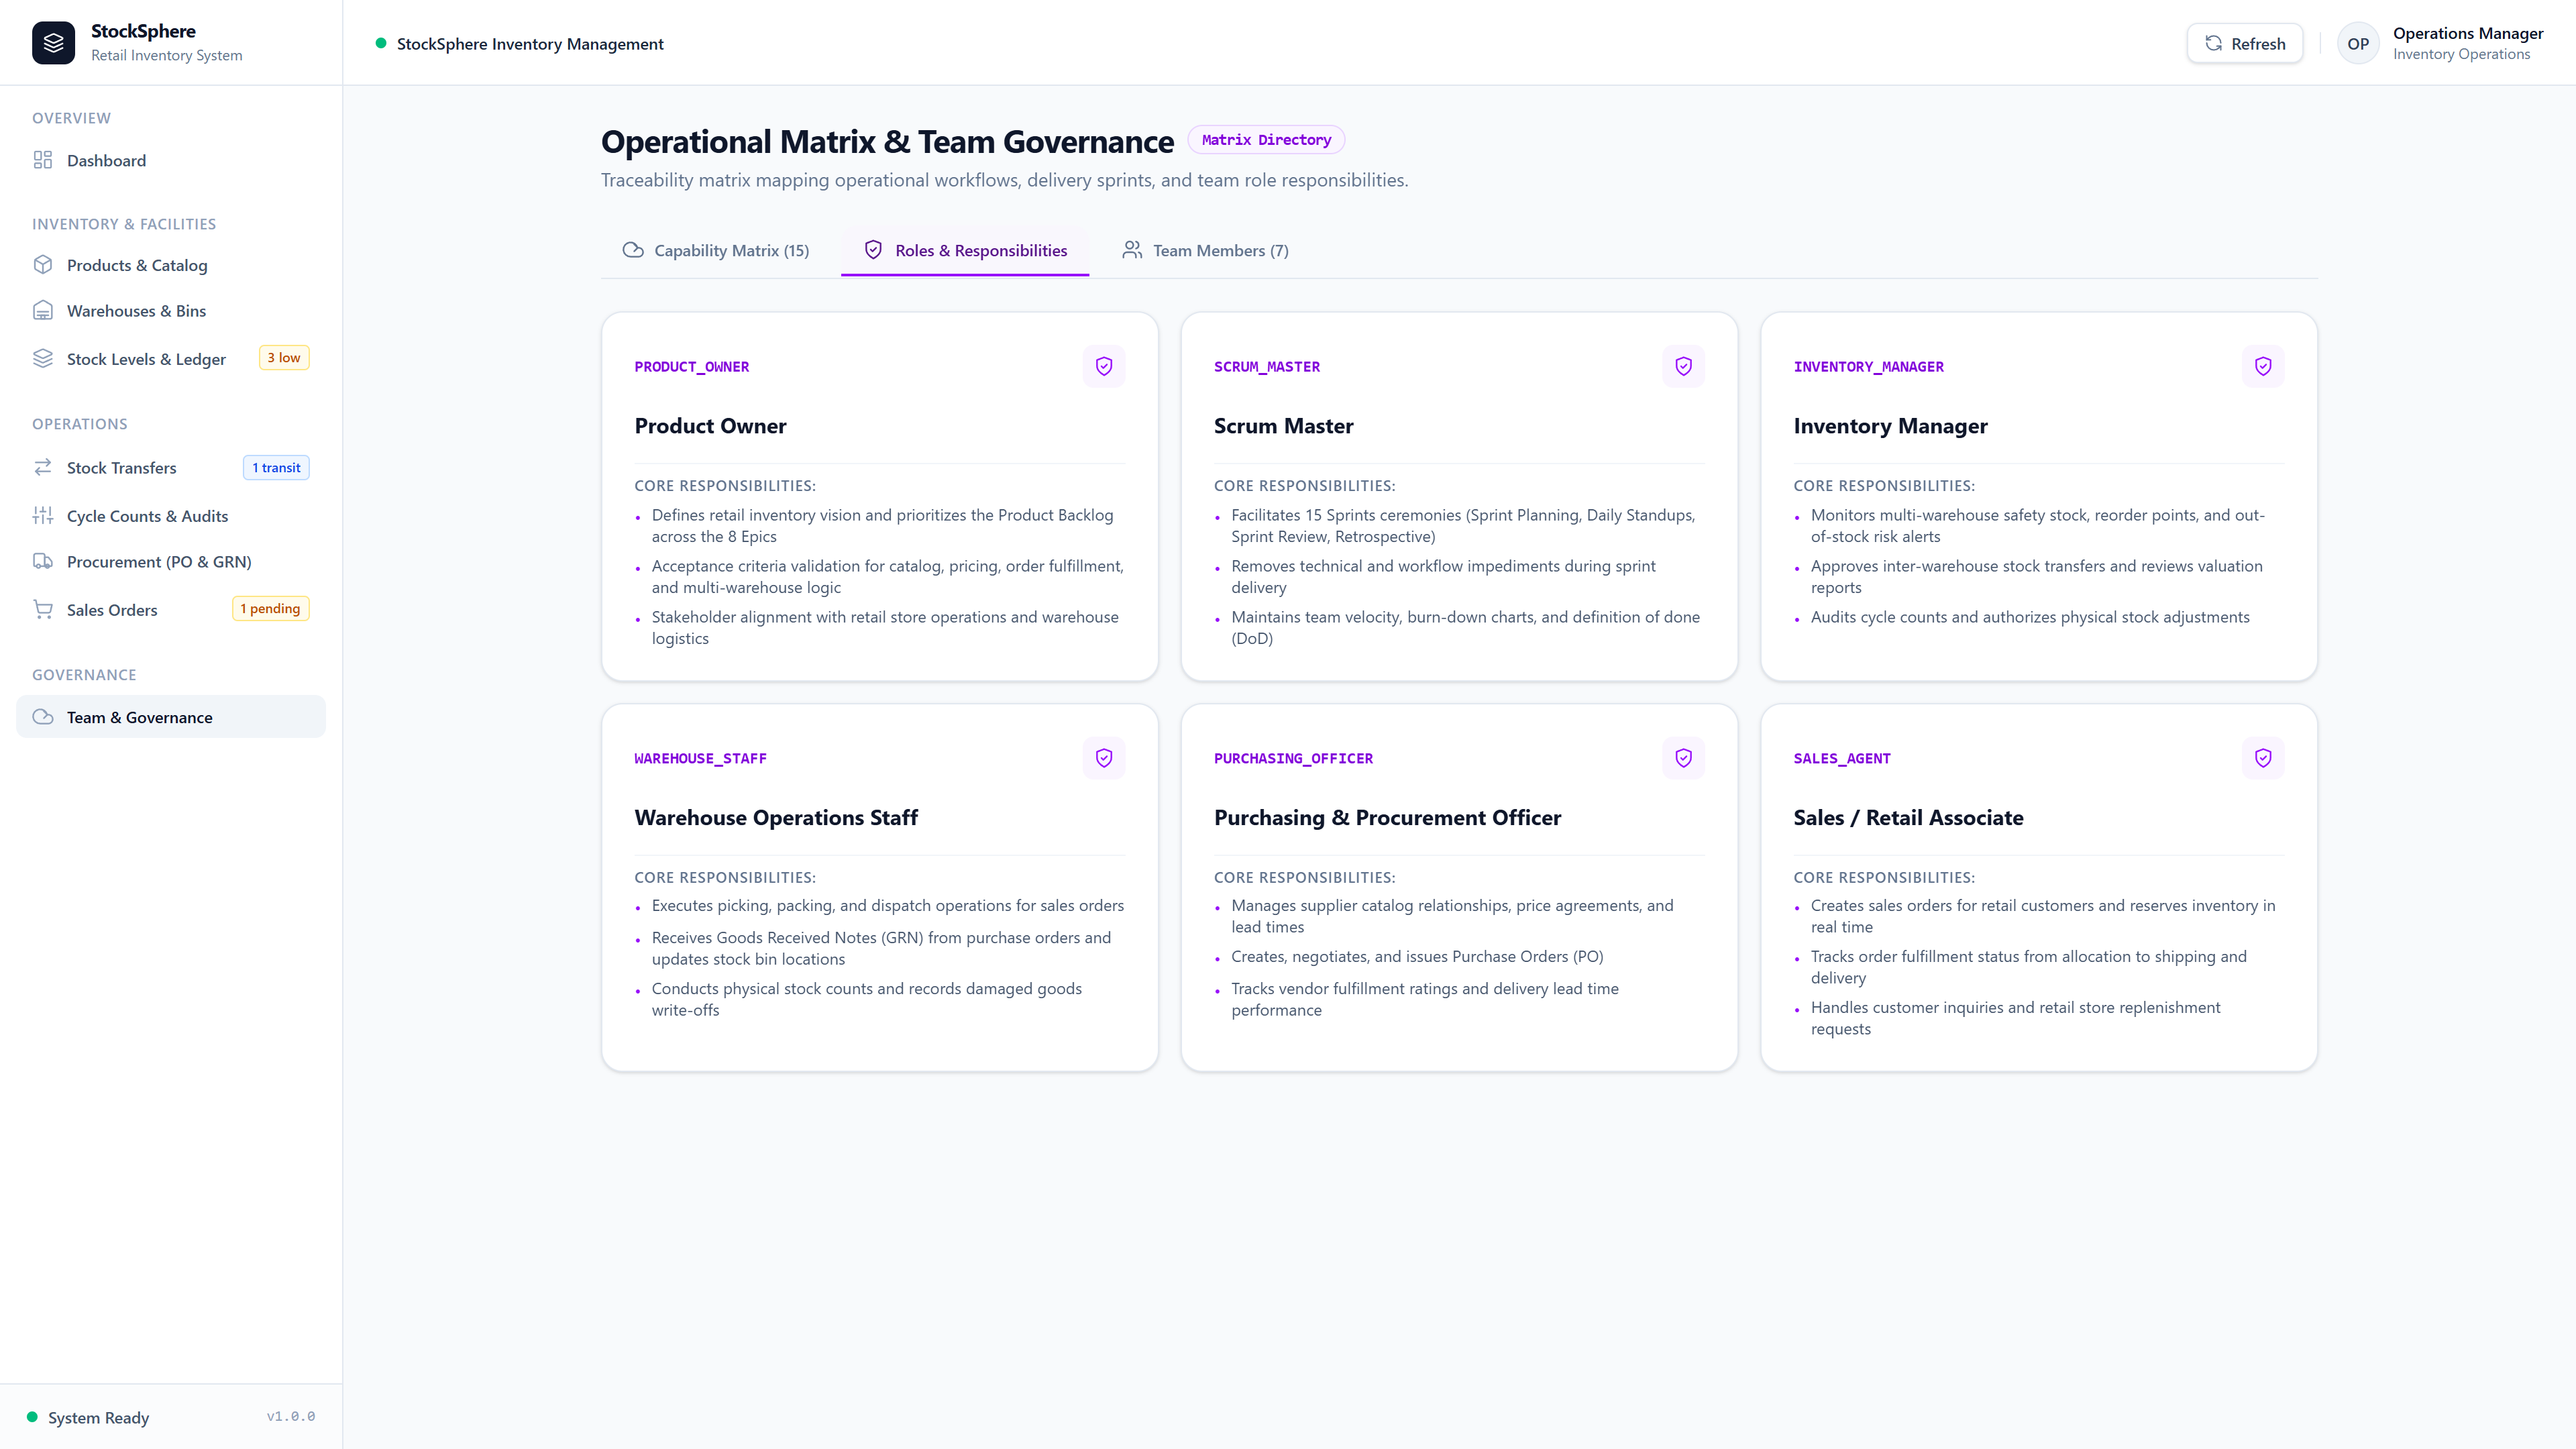 StockSphere
Retail Inventory System
StockSphere Inventory Management
Refresh
OP
Operations Manager
Inventory Operations
OVERVIEW
Dashboard
INVENTORY & FACILITIES
Products & Catalog
Warehouses & Bins
Stock Levels & Ledger
3 low
OPERATIONS
Stock Transfers
1 transit
Cycle Counts & Audits
Procurement (PO & GRN)
Sales Orders
1 pending
GOVERNANCE
Team & Governance
System Ready
v1.0.0
Operational Matrix & Team Governance
Matrix Directory
Traceability matrix mapping operational workflows, delivery sprints, and team role responsibilities.
Capability Matrix (15)
Roles & Responsibilities
Team Members (7)
PRODUCT_OWNER
Product Owner
CORE RESPONSIBILITIES:
• Defines retail inventory vision and prioritizes the Product Backlog
across the 8 Epics
• Acceptance criteria validation for catalog, pricing, order fulfillment,
and multi-warehouse logic
• Stakeholder alignment with retail store operations and warehouse
logistics
SCRUM_MASTER
Scrum Master
CORE RESPONSIBILITIES:
• Facilitates 15 Sprints ceremonies (Sprint Planning, Daily Standups,
Sprint Review, Retrospective)
• Removes technical and workflow impediments during sprint
delivery
• Maintains team velocity, burn-down charts, and definition of done
(DoD)
INVENTORY_MANAGER
Inventory Manager
CORE RESPONSIBILITIES:
• Monitors multi-warehouse safety stock, reorder points, and out-
of-stock risk alerts
• Approves inter-warehouse stock transfers and reviews valuation
reports
• Audits cycle counts and authorizes physical stock adjustments
WAREHOUSE_STAFF
Warehouse Operations Staff
CORE RESPONSIBILITIES:
• Executes picking, packing, and dispatch operations for sales orders
• Receives Goods Received Notes (GRN) from purchase orders and
updates stock bin locations
• Conducts physical stock counts and records damaged goods
write-offs
PURCHASING_OFFICER
Purchasing & Procurement Officer
CORE RESPONSIBILITIES:
• Manages supplier catalog relationships, price agreements, and
lead times
• Creates, negotiates, and issues Purchase Orders (PO)
• Tracks vendor fulfillment ratings and delivery lead time
performance
SALES_AGENT
Sales / Retail Associate
CORE RESPONSIBILITIES:
• Creates sales orders for retail customers and reserves inventory in
real time
• Tracks order fulfillment status from allocation to shipping and
delivery
• Handles customer inquiries and retail store replenishment
requests